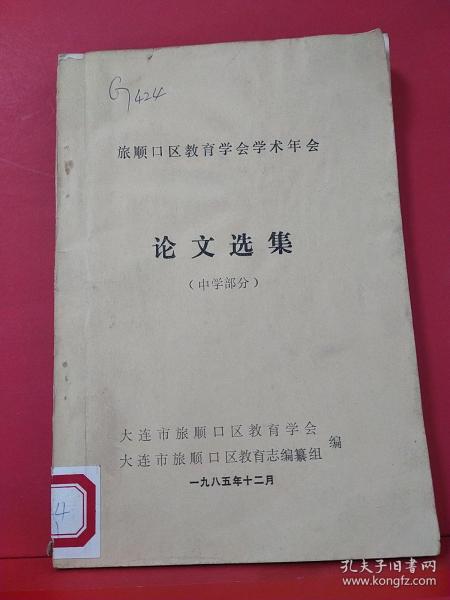 G424
旅顺口区教育学会学术年会
论文选集
（中学部分）
大连市旅顺口区教育学会
大连市旅顺口区教育志编纂组
编
一九八五年十二月
4
孔夫子旧书网
www.kongfz.com